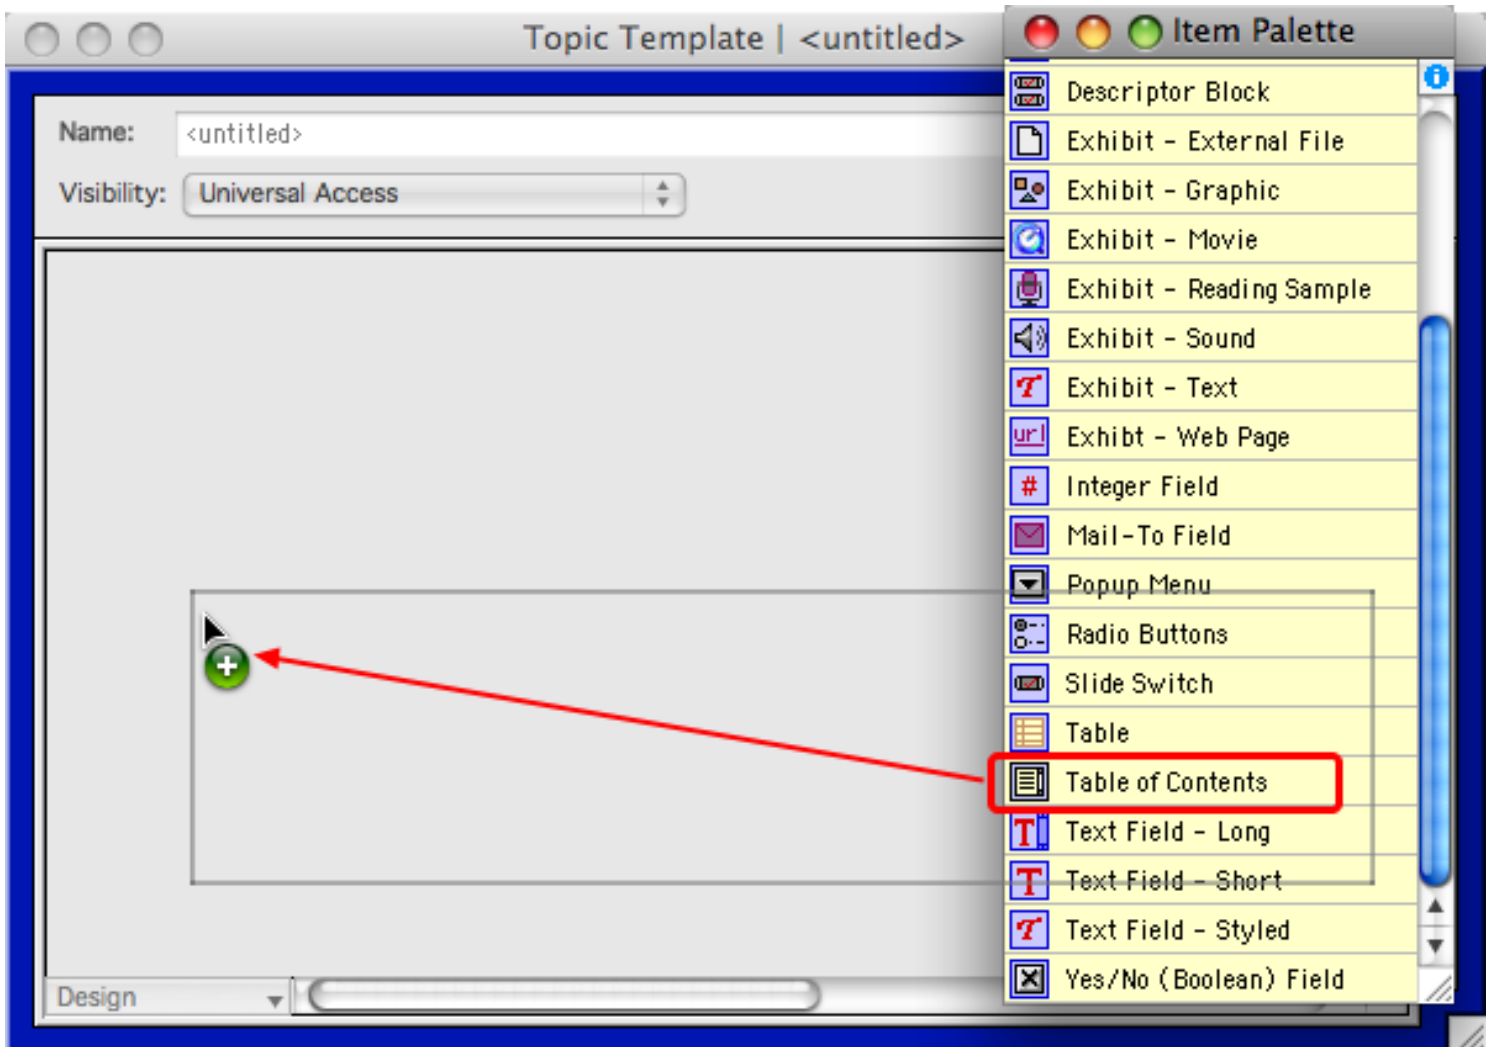 Topic Template | <untitled>
Item Palette
Name:
<untitled>
Visibility:
Universal Access
Descriptor Block
Exhibit - External File
Exhibit - Graphic
Exhibit - Movie
Exhibit - Reading Sample
Exhibit - Sound
T Exhibit - Text
url Exhibt - Web Page
# Integer Field
Mail-To Field
Popup Menu
Radio Buttons
Slide Switch
Table
Table of Contents
T Text Field - Long
T Text Field - Short
T Text Field - Styled
Yes/No (Boolean) Field
Design